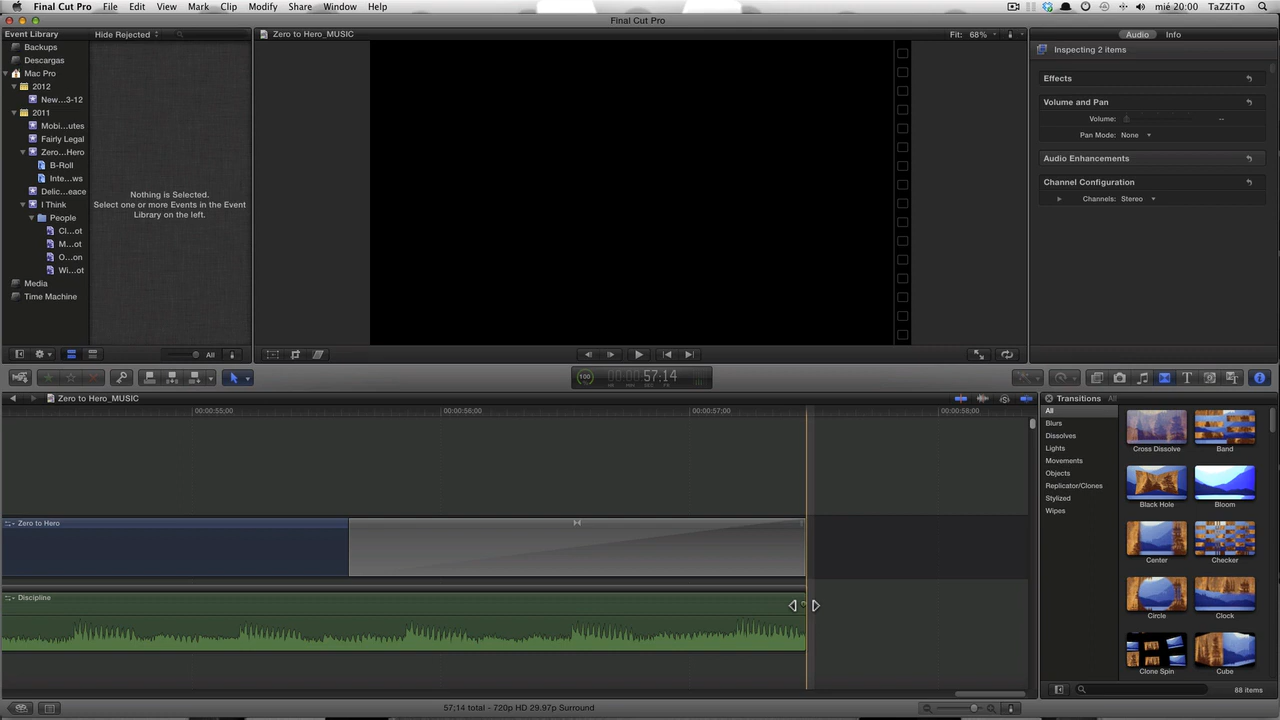 Final Cut Pro File Edit View Mark Clip Modify Share Window Help
mié 20:00 TaZZiTo
Final Cut Pro
Event Library
Hide Rejected
Zero to Hero_MUSIC
Fit: 68%
Audio Info
Backups
Descargas
Mac Pro
2012
New...3-12
2011
Mobi...utes
Fairly Legal
Zero...Hero
B-Roll
Inte...ws
Delic...eace
I Think
People
Cl...ot
M...ot
O...on
Wi...ot
Media
Time Machine
Nothing is Selected.
Select one or more Events in the Event
Library on the left.
All
Inspecting 2 items
Effects
Volume and Pan
Volume: --
Pan Mode: None
Audio Enhancements
Channel Configuration
Channels: Stereo
100
00:00:57;14
HR MIN SEC FR
Zero to Hero_MUSIC
00:00:55;00
00:00:56;00
00:00:57;00
00:00:58;00
Zero to Hero
Discipline
57;14 total - 720p HD 29.97p Surround
Transitions All
All
Blurs
Dissolves
Lights
Movements
Objects
Replicator/Clones
Stylized
Wipes
Cross Dissolve
Band
Black Hole
Bloom
Center
Checker
Circle
Clock
Clone Spin
Cube
88 items